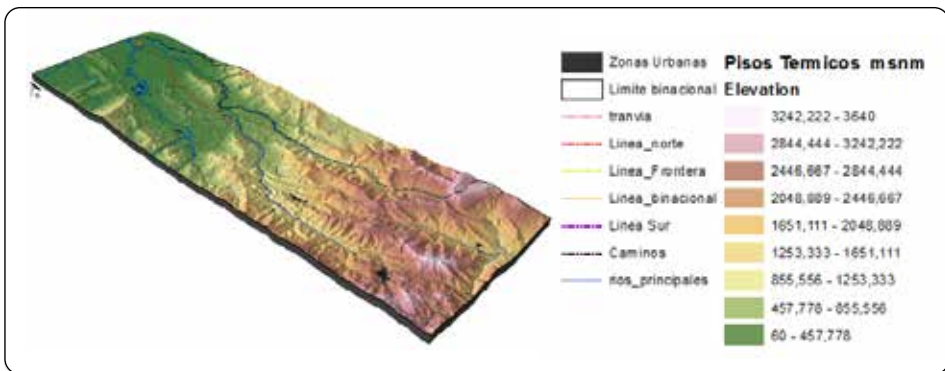 Zonas Urbanas
Limite binacional
tranvia
Linea_norte
Linea_Frontera
Linea_binacional
Linea Sur
Caminos
rios_principales
Pisos Termicos msnm
Elevation
3242,222 - 3640
2844,444 - 3242,222
2446,667 - 2844,444
2048,889 - 2446,667
1651,111 - 2048,889
1253,333 - 1651,111
855,556 - 1253,333
457,778 - 855,556
60 - 457,778